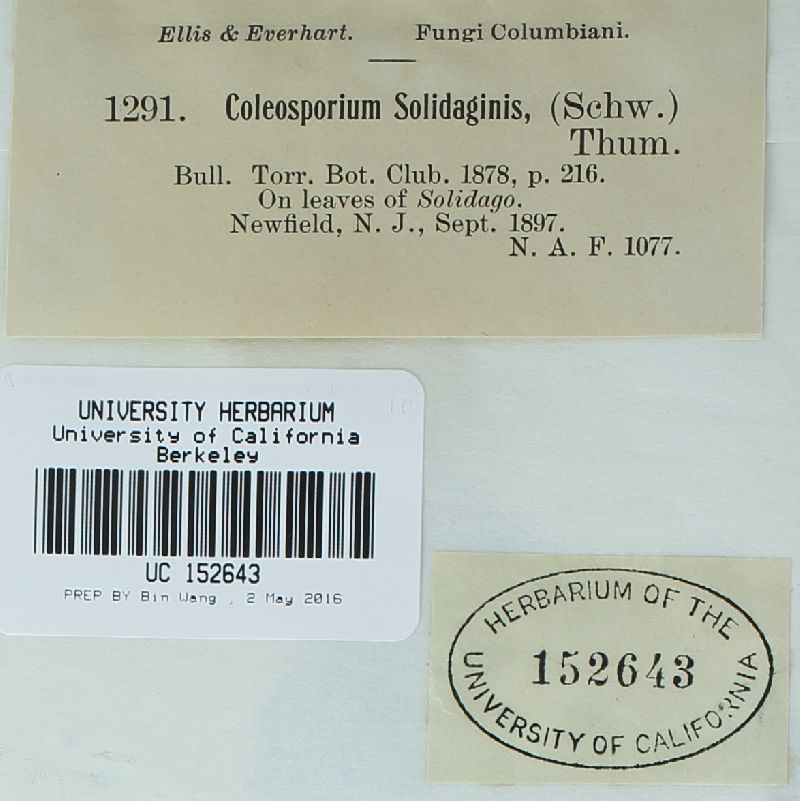 Ellis & Everhart. Fungi Columbiani.
1291. Coleosporium Solidaginis, (Schw.)
Thum.
Bull. Torr. Bot. Club. 1878, p. 216.
On leaves of Solidago.
Newfield, N. J., Sept. 1897.
N. A. F. 1077.
UNIVERSITY HERBARIUM
University of California
Berkeley
UC 152643
PREP BY Bin Wang , 2 May 2016
HERBARIUM OF THE
152643
UNIVERSITY OF CALIFORNIA